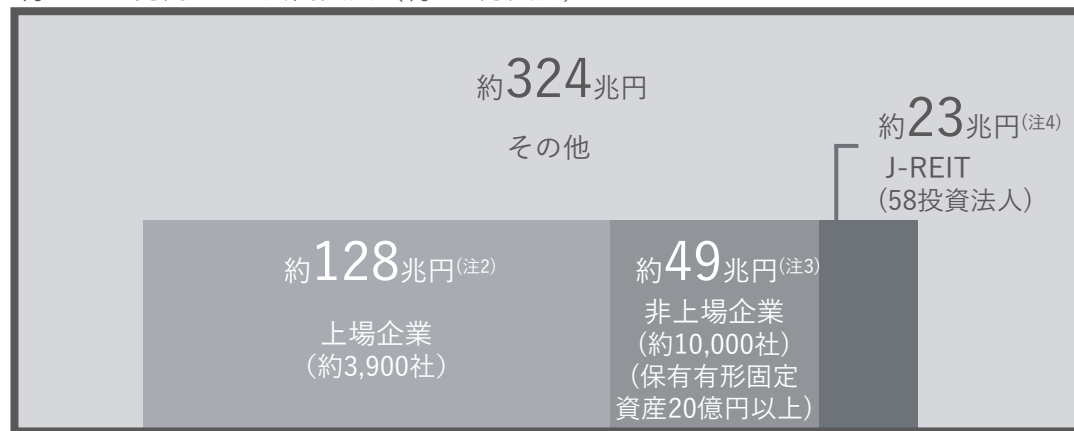 約324兆円
その他
約23兆円(注4)
J-REIT
(58投資法人)
約128兆円(注2)
上場企業
(約3,900社)
約49兆円(注3)
非上場企業
(約10,000社)
(保有有形固定
資産20億円以上)